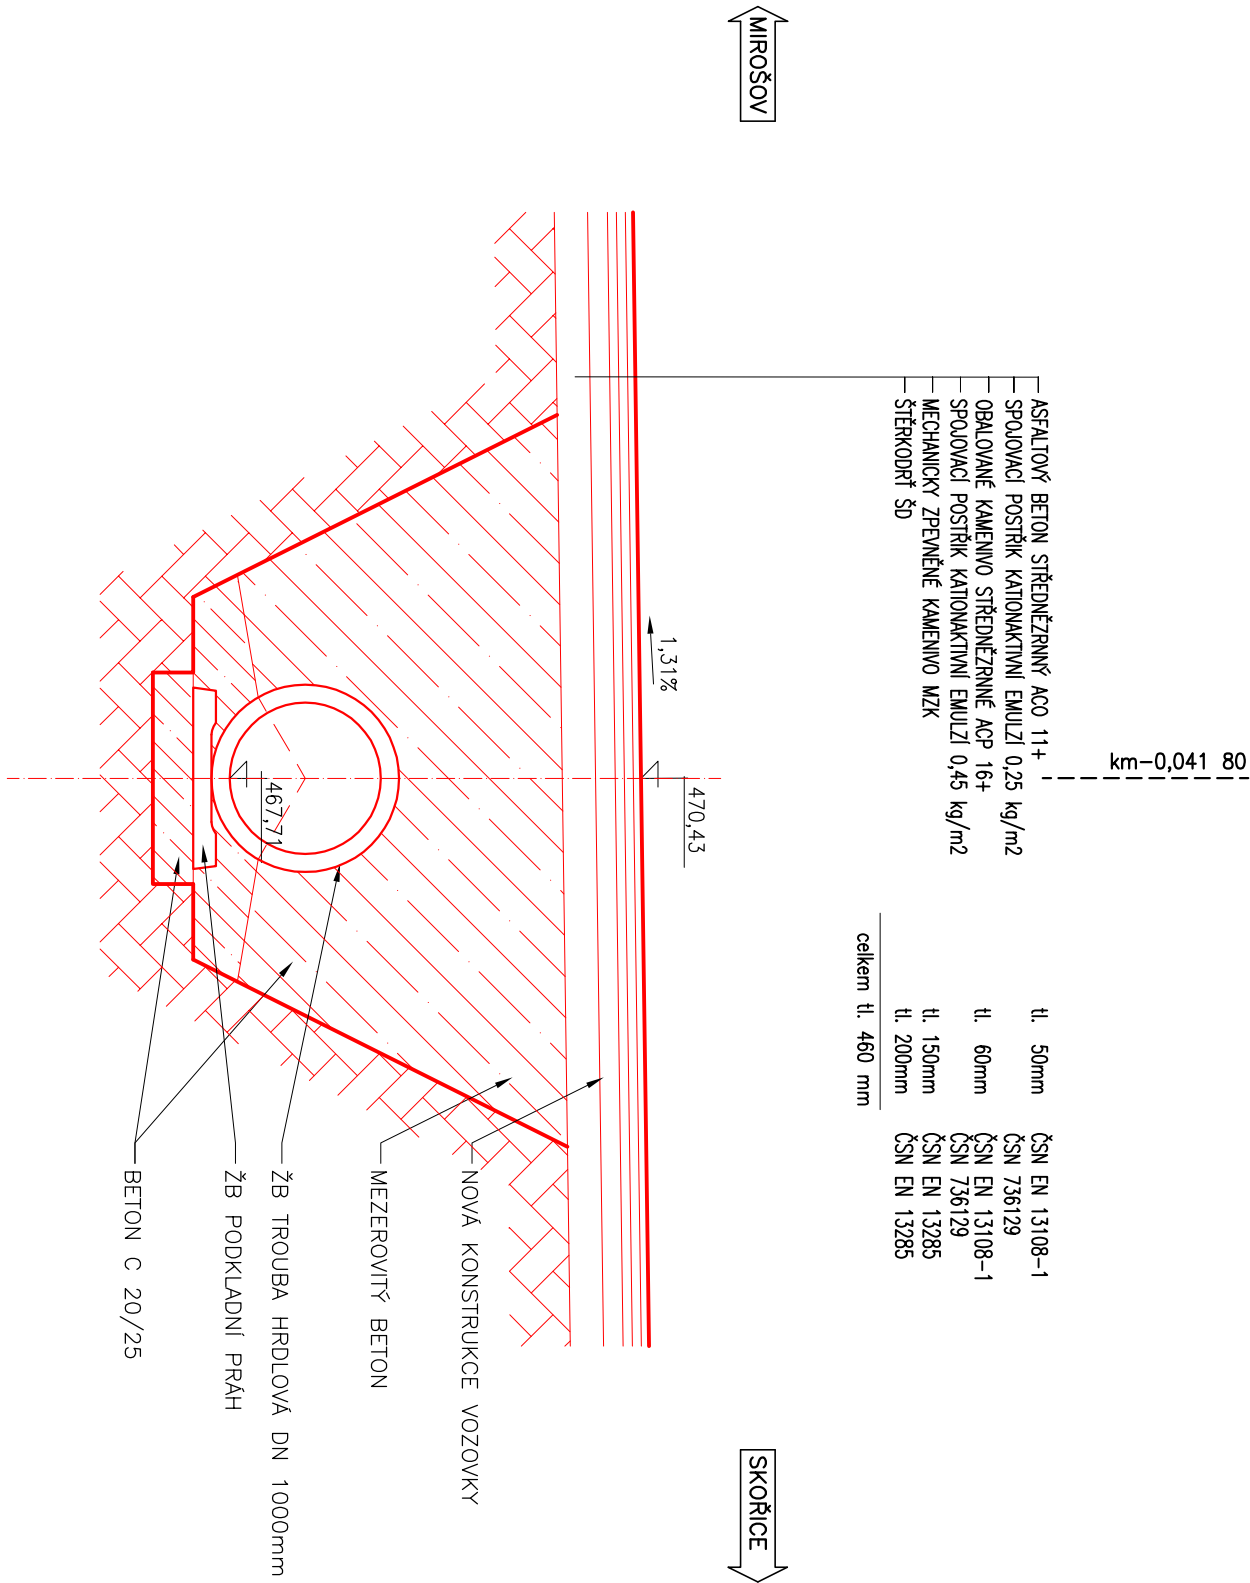 MIROŠOV
SKOŘICE
km-0,041 80
ASFALTOVÝ BETON STŘEDNĚZRNNÝ ACO 11+ tl. 50mm ČSN EN 13108-1
SPOJOVACÍ POSTŘIK KATIONAKTIVNÍ EMULZÍ 0,25 kg/m2 ČSN 736129
OBALOVANÉ KAMENIVO STŘEDNĚZRNNÉ ACP 16+ tl. 60mm ČSN EN 13108-1
SPOJOVACÍ POSTŘIK KATIONAKTIVNÍ EMULZÍ 0,45 kg/m2 ČSN 736129
MECHANICKY ZPEVNĚNÉ KAMENIVO MZK tl. 150mm ČSN EN 13285
ŠTĚRKODRŤ ŠD tl. 200mm ČSN EN 13285
celkem tl. 460 mm
470,43
1,31%
467,71
NOVÁ KONSTRUKCE VOZOVKY
MEZEROVITÝ BETON
ŽB TROUBA HRDLOVÁ DN 1000mm
ŽB PODKLADNÍ PRÁH
BETON C 20/25